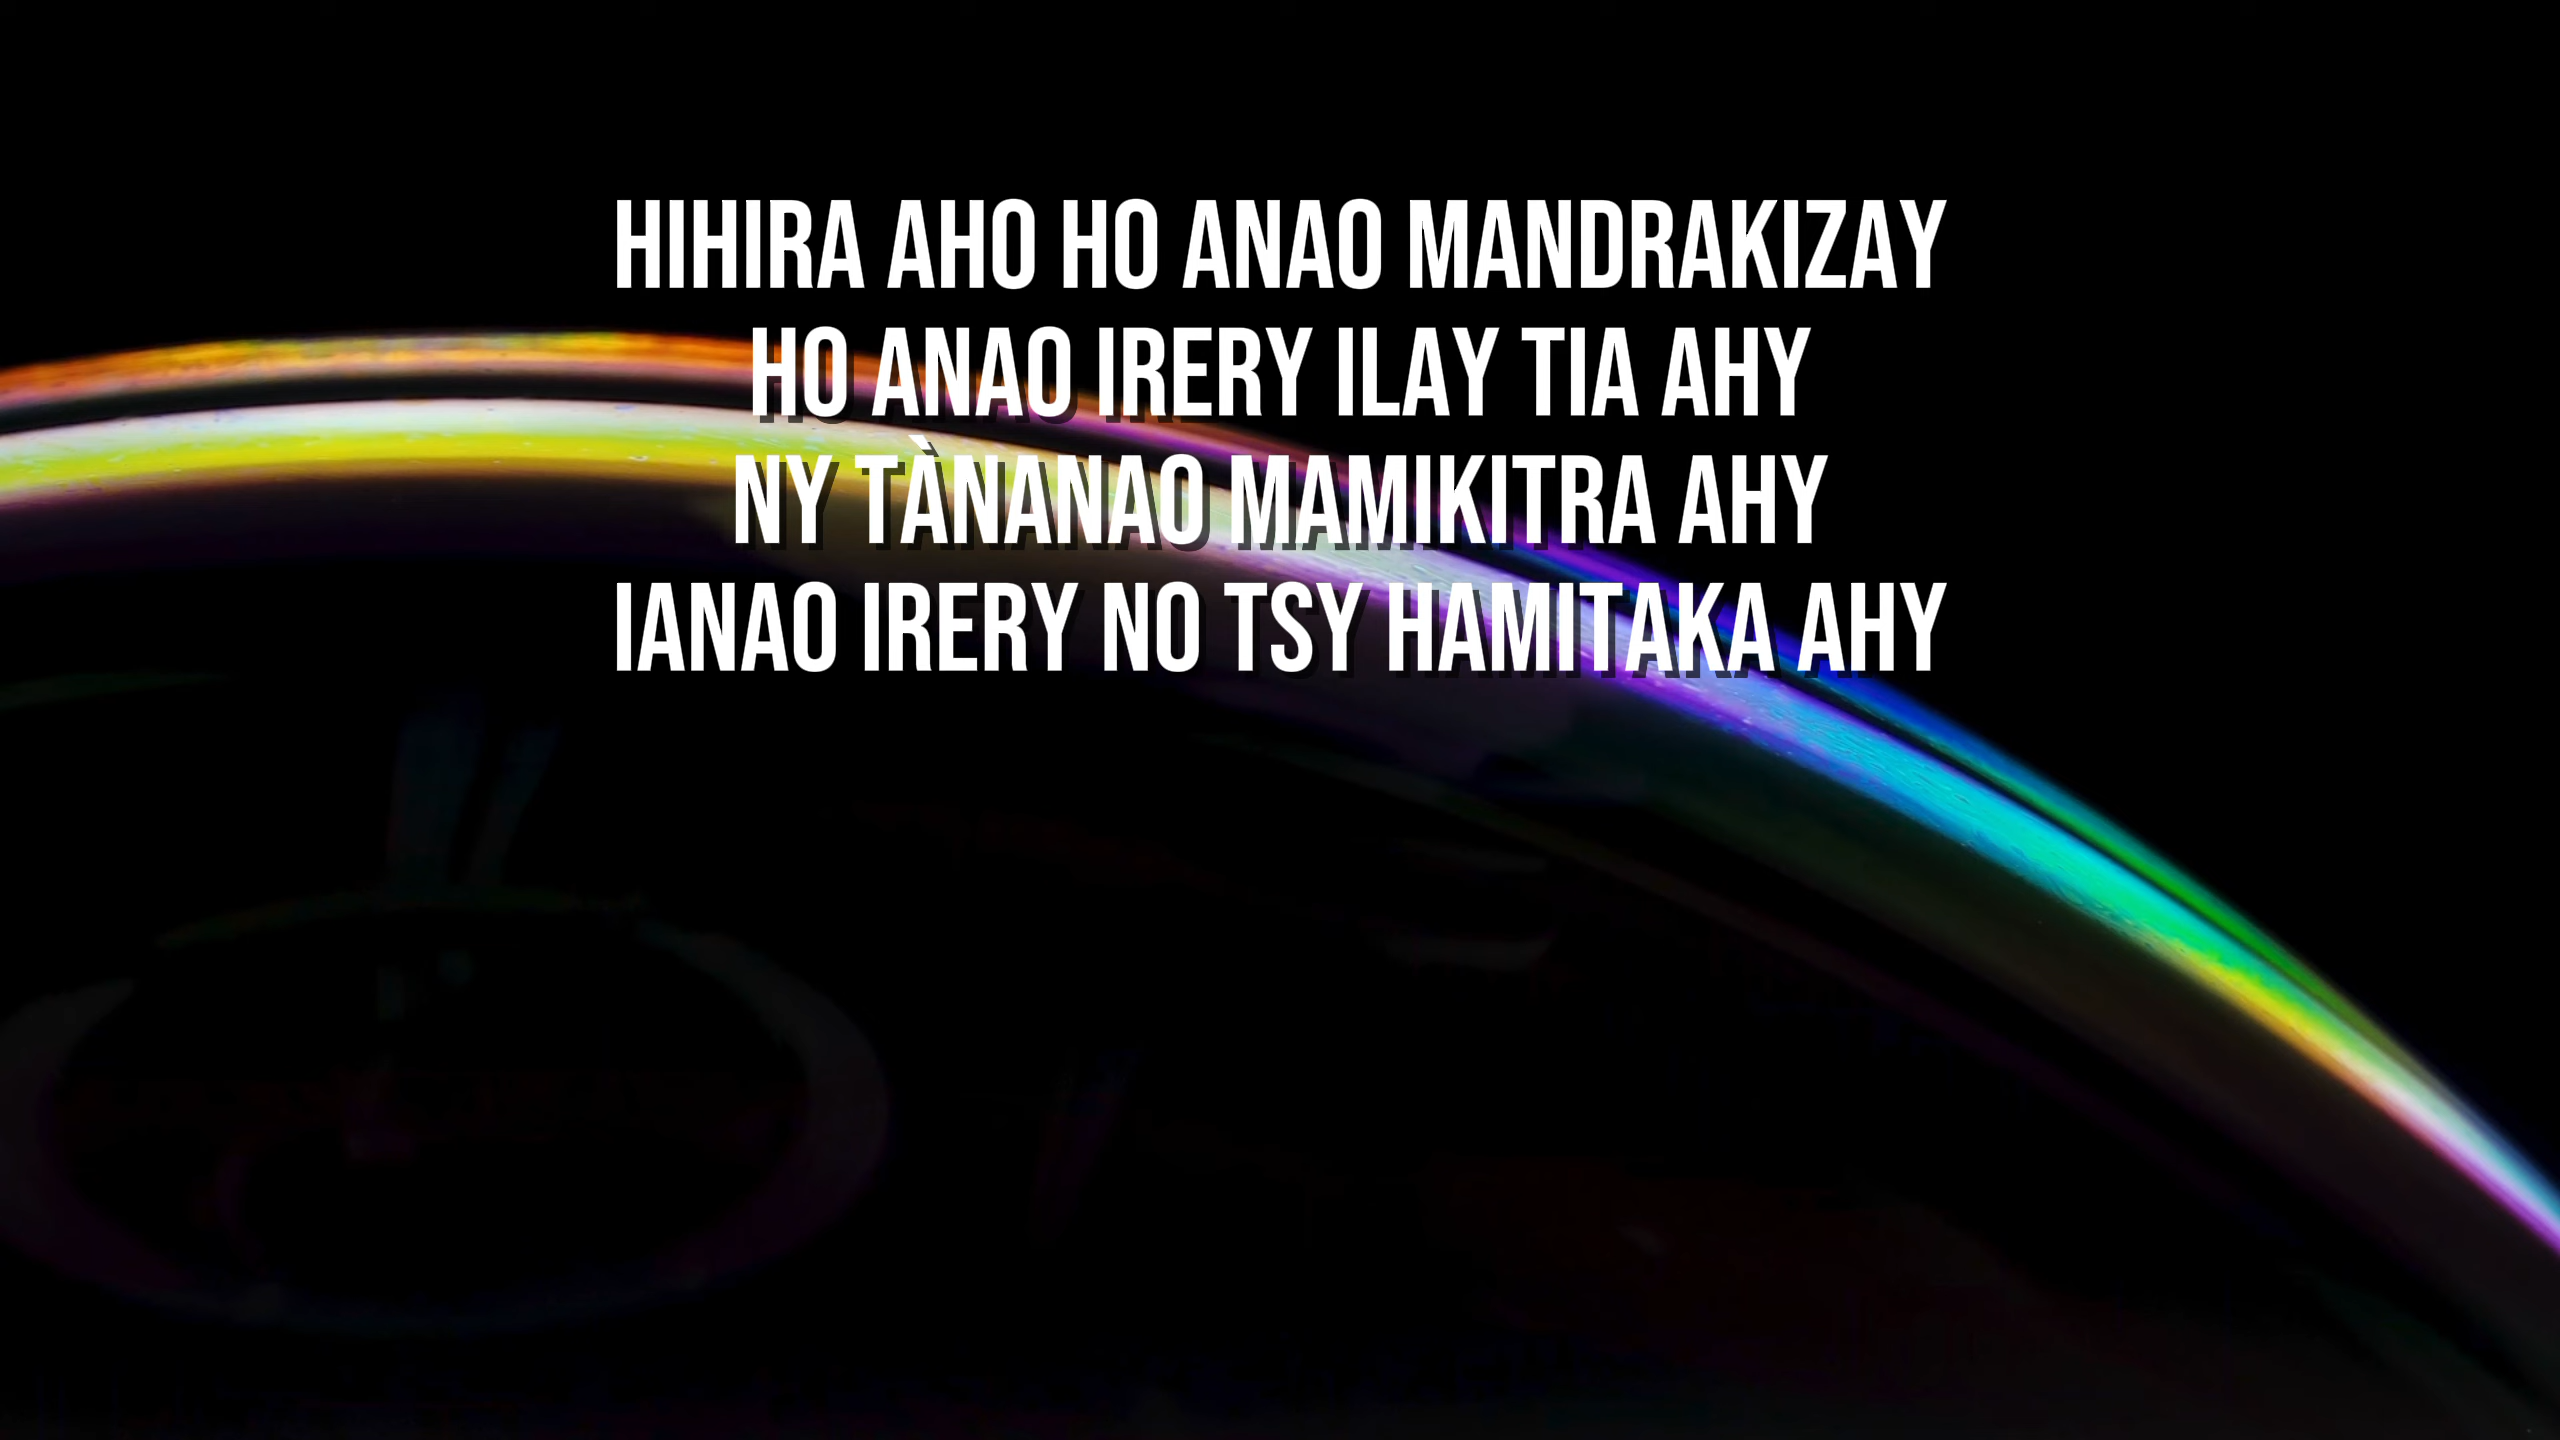 HIHIRA AHO HO ANAO MANDRAKIZAY
HO ANAO IRERY ILAY TIA AHY
NY TÀNANAO MAMIKITRA AHY
IANAO IRERY NO TSY HAMITAKA AHY